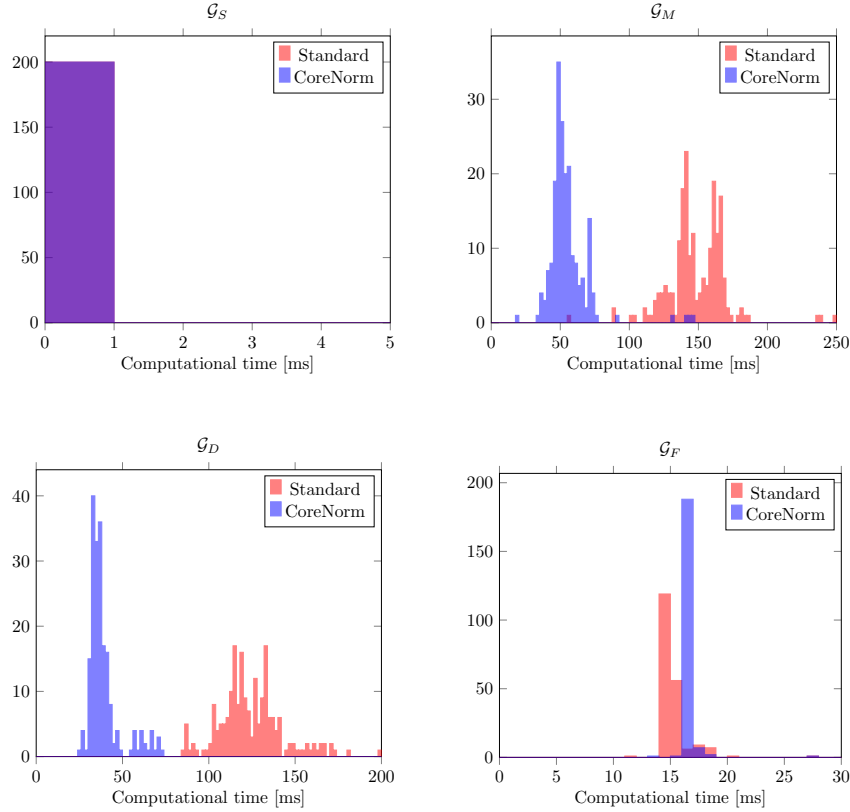 𝒢_S
Standard
CoreNorm
200
150
100
50
0
0 1 2 3 4 5
Computational time [ms]
𝒢_M
Standard
CoreNorm
30
20
10
0
0 50 100 150 200 250
Computational time [ms]
𝒢_D
Standard
CoreNorm
40
30
20
10
0
0 50 100 150 200
Computational time [ms]
𝒢_F
Standard
CoreNorm
200
150
100
50
0
0 5 10 15 20 25 30
Computational time [ms]